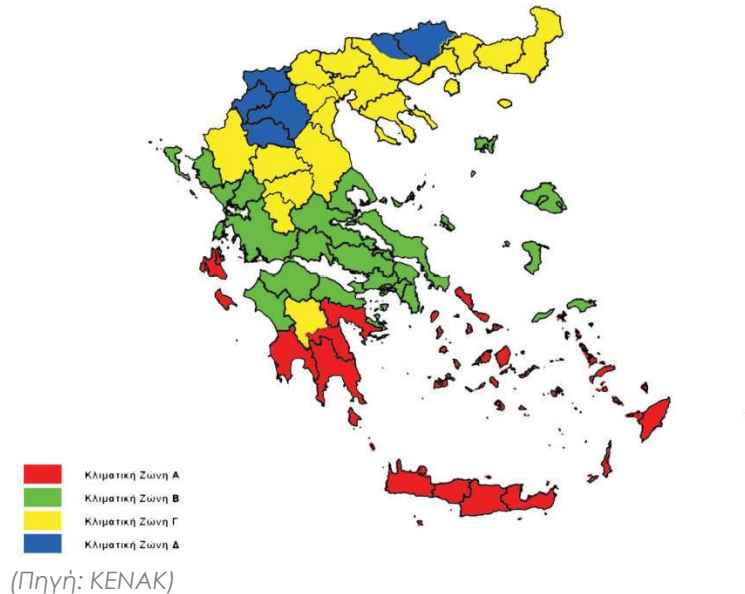 Κλιματική Ζώνη Α
Κλιματική Ζώνη Β
Κλιματική Ζώνη Γ
Κλιματική Ζώνη Δ
(Πηγή: ΚΕΝΑΚ)